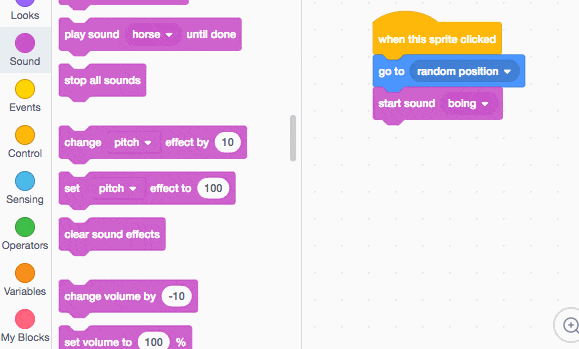 Looks
Sound
Events
Control
Sensing
Operators
Variables
My Blocks
play sound horse until done
stop all sounds
change pitch effect by 10
set pitch effect to 100
clear sound effects
change volume by -10
set volume to 100 %
when this sprite clicked
go to random position
start sound boing